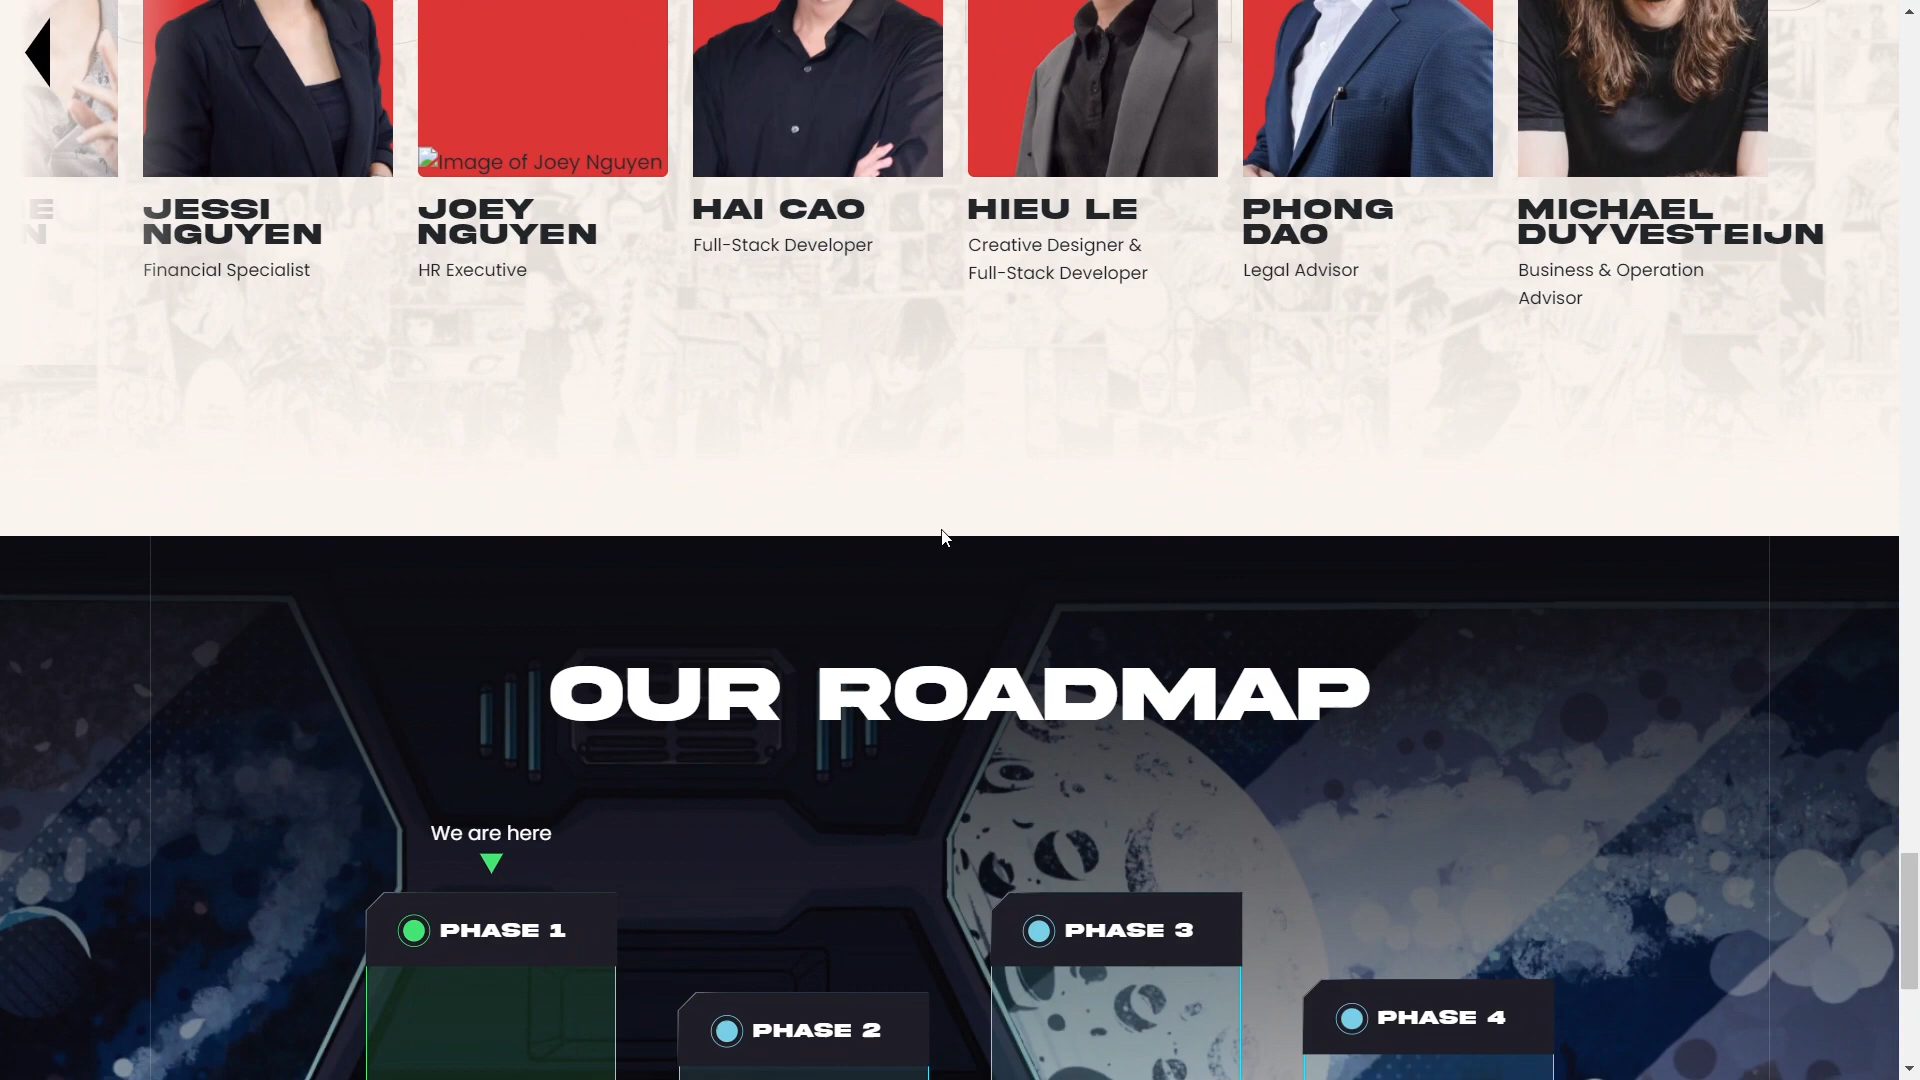 E
N
JESSI
NGUYEN
Financial Specialist
Image of Joey Nguyen
JOEY
NGUYEN
HR Executive
HAI CAO
Full-Stack Developer
HIEU LE
Creative Designer &
Full-Stack Developer
PHONG
DAO
Legal Advisor
MICHAEL
DUYVESTEIJN
Business & Operation
Advisor
OUR ROADMAP
We are here
PHASE 1
PHASE 2
PHASE 3
PHASE 4